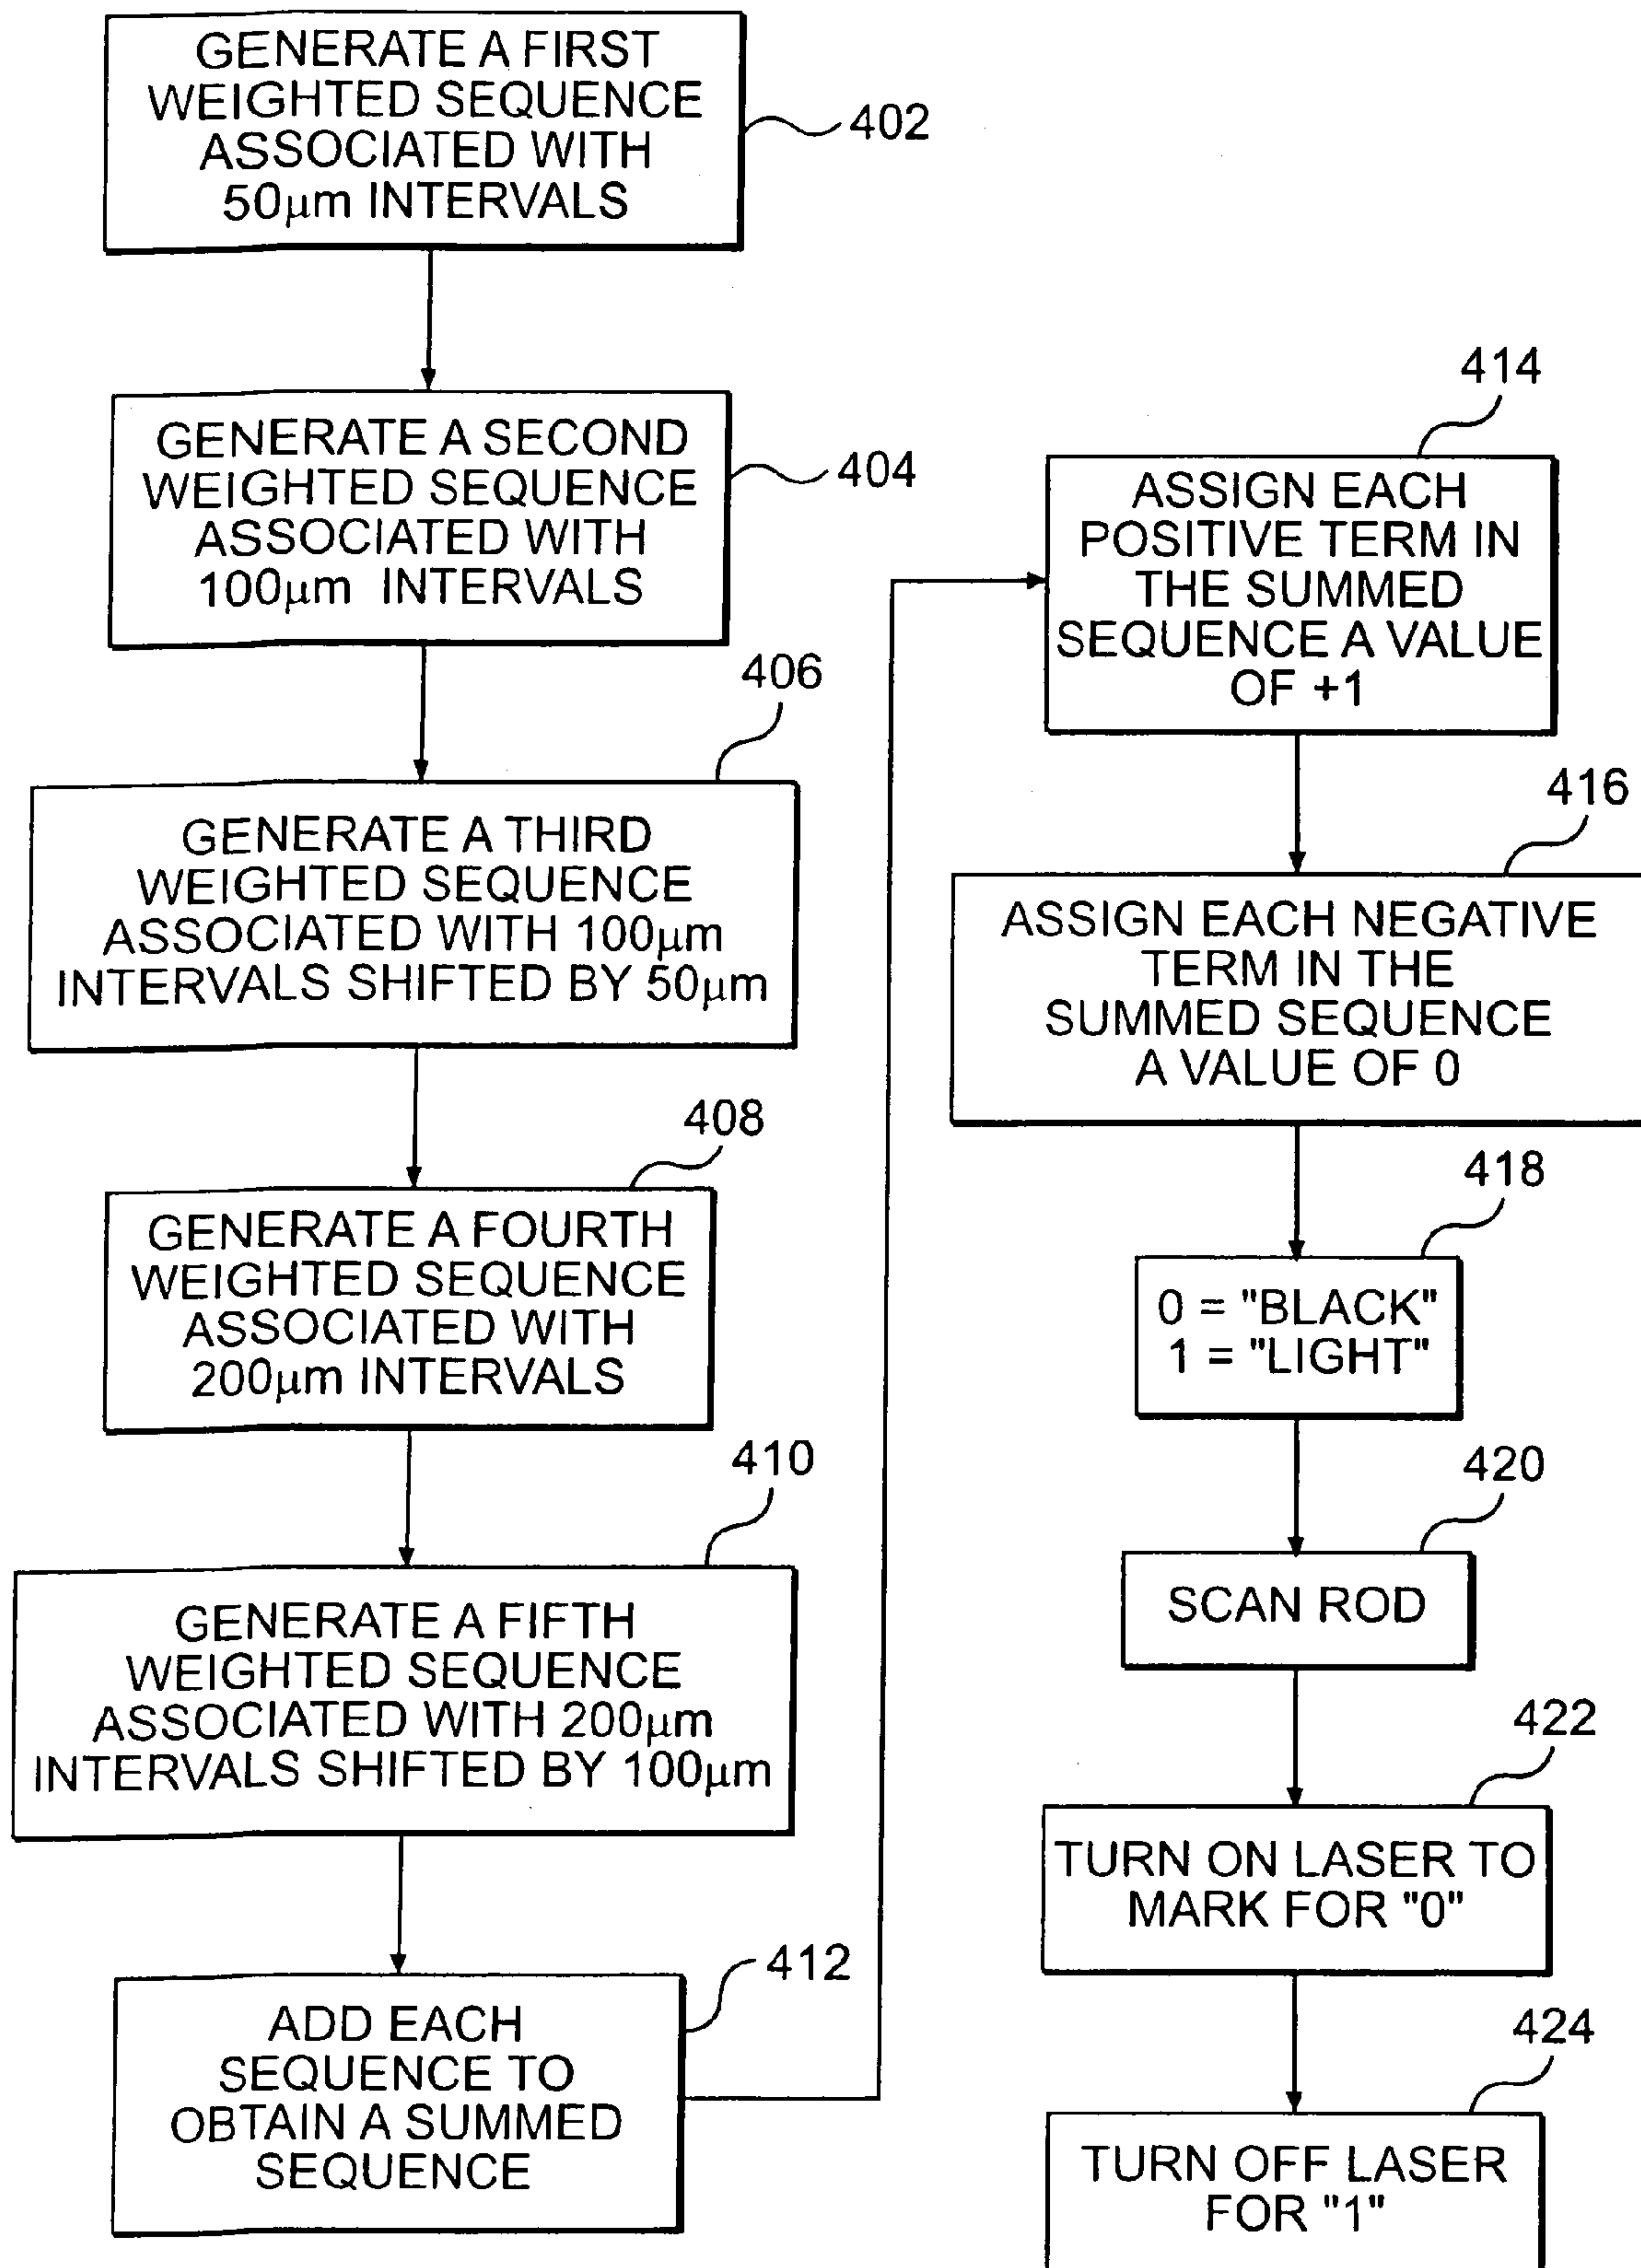 GENERATE A FIRST
WEIGHTED SEQUENCE
ASSOCIATED WITH
50µm INTERVALS
402
GENERATE A SECOND
WEIGHTED SEQUENCE
ASSOCIATED WITH
100µm INTERVALS
404
406
GENERATE A THIRD
WEIGHTED SEQUENCE
ASSOCIATED WITH 100µm
INTERVALS SHIFTED BY 50µm
408
GENERATE A FOURTH
WEIGHTED SEQUENCE
ASSOCIATED WITH
200µm INTERVALS
410
GENERATE A FIFTH
WEIGHTED SEQUENCE
ASSOCIATED WITH 200µm
INTERVALS SHIFTED BY 100µm
412
ADD EACH
SEQUENCE TO
OBTAIN A SUMMED
SEQUENCE
414
ASSIGN EACH
POSITIVE TERM IN
THE SUMMED
SEQUENCE A VALUE
OF +1
416
ASSIGN EACH NEGATIVE
TERM IN THE
SUMMED SEQUENCE
A VALUE OF 0
418
0 = "BLACK"
1 = "LIGHT"
420
SCAN ROD
422
TURN ON LASER TO
MARK FOR "0"
424
TURN OFF LASER
FOR "1"